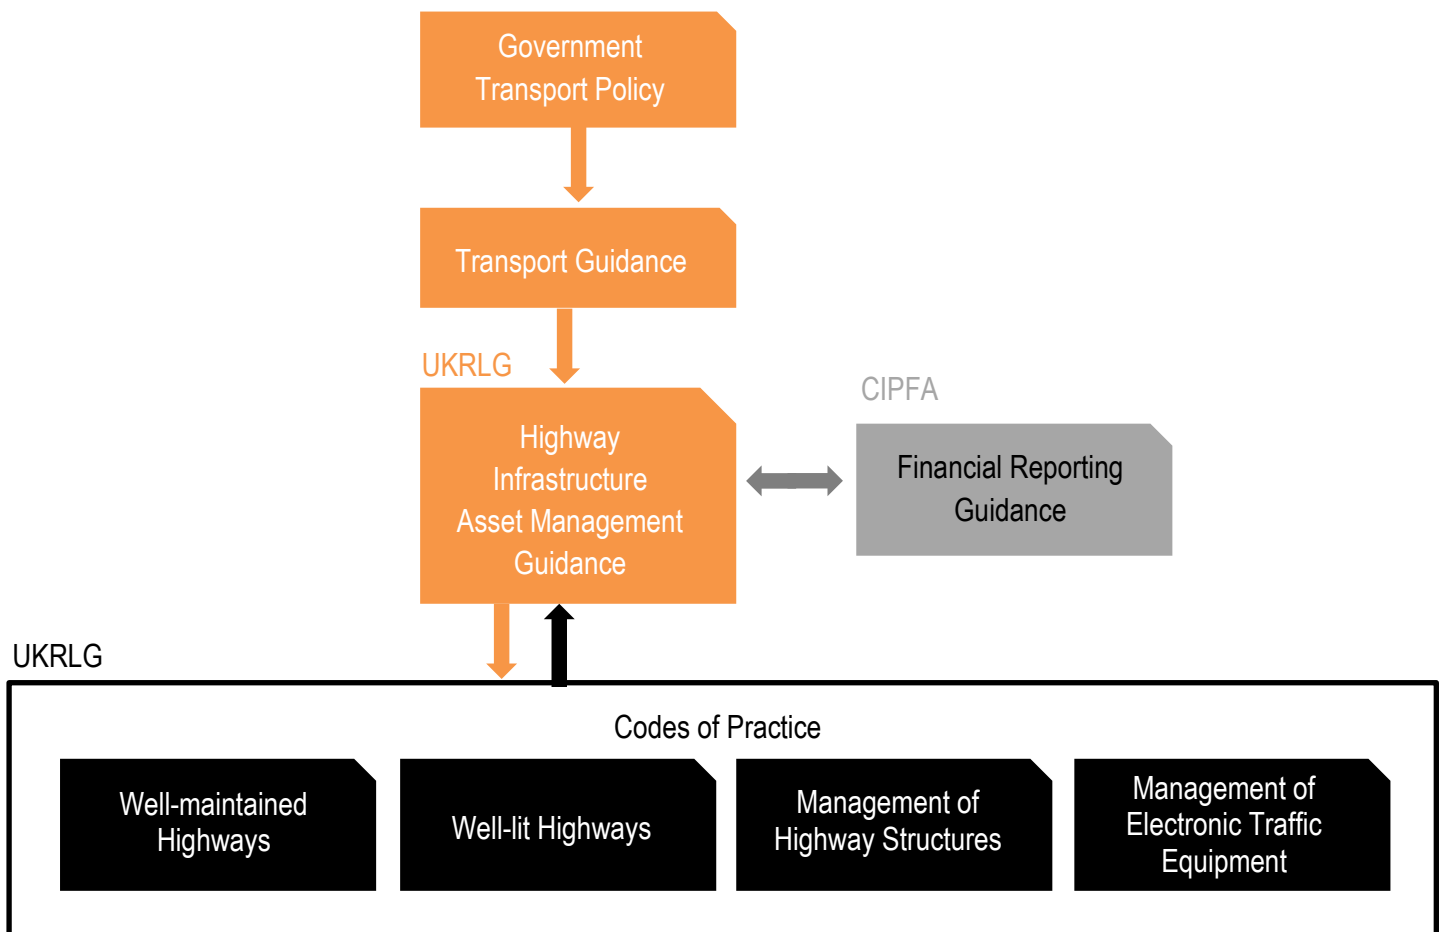 Government
Transport Policy
Transport Guidance
UKRLG
Highway
Infrastructure
Asset Management
Guidance
CIPFA
Financial Reporting
Guidance
UKRLG
Codes of Practice
Well-maintained
Highways
Well-lit Highways
Management of
Highway Structures
Management of
Electronic Traffic
Equipment